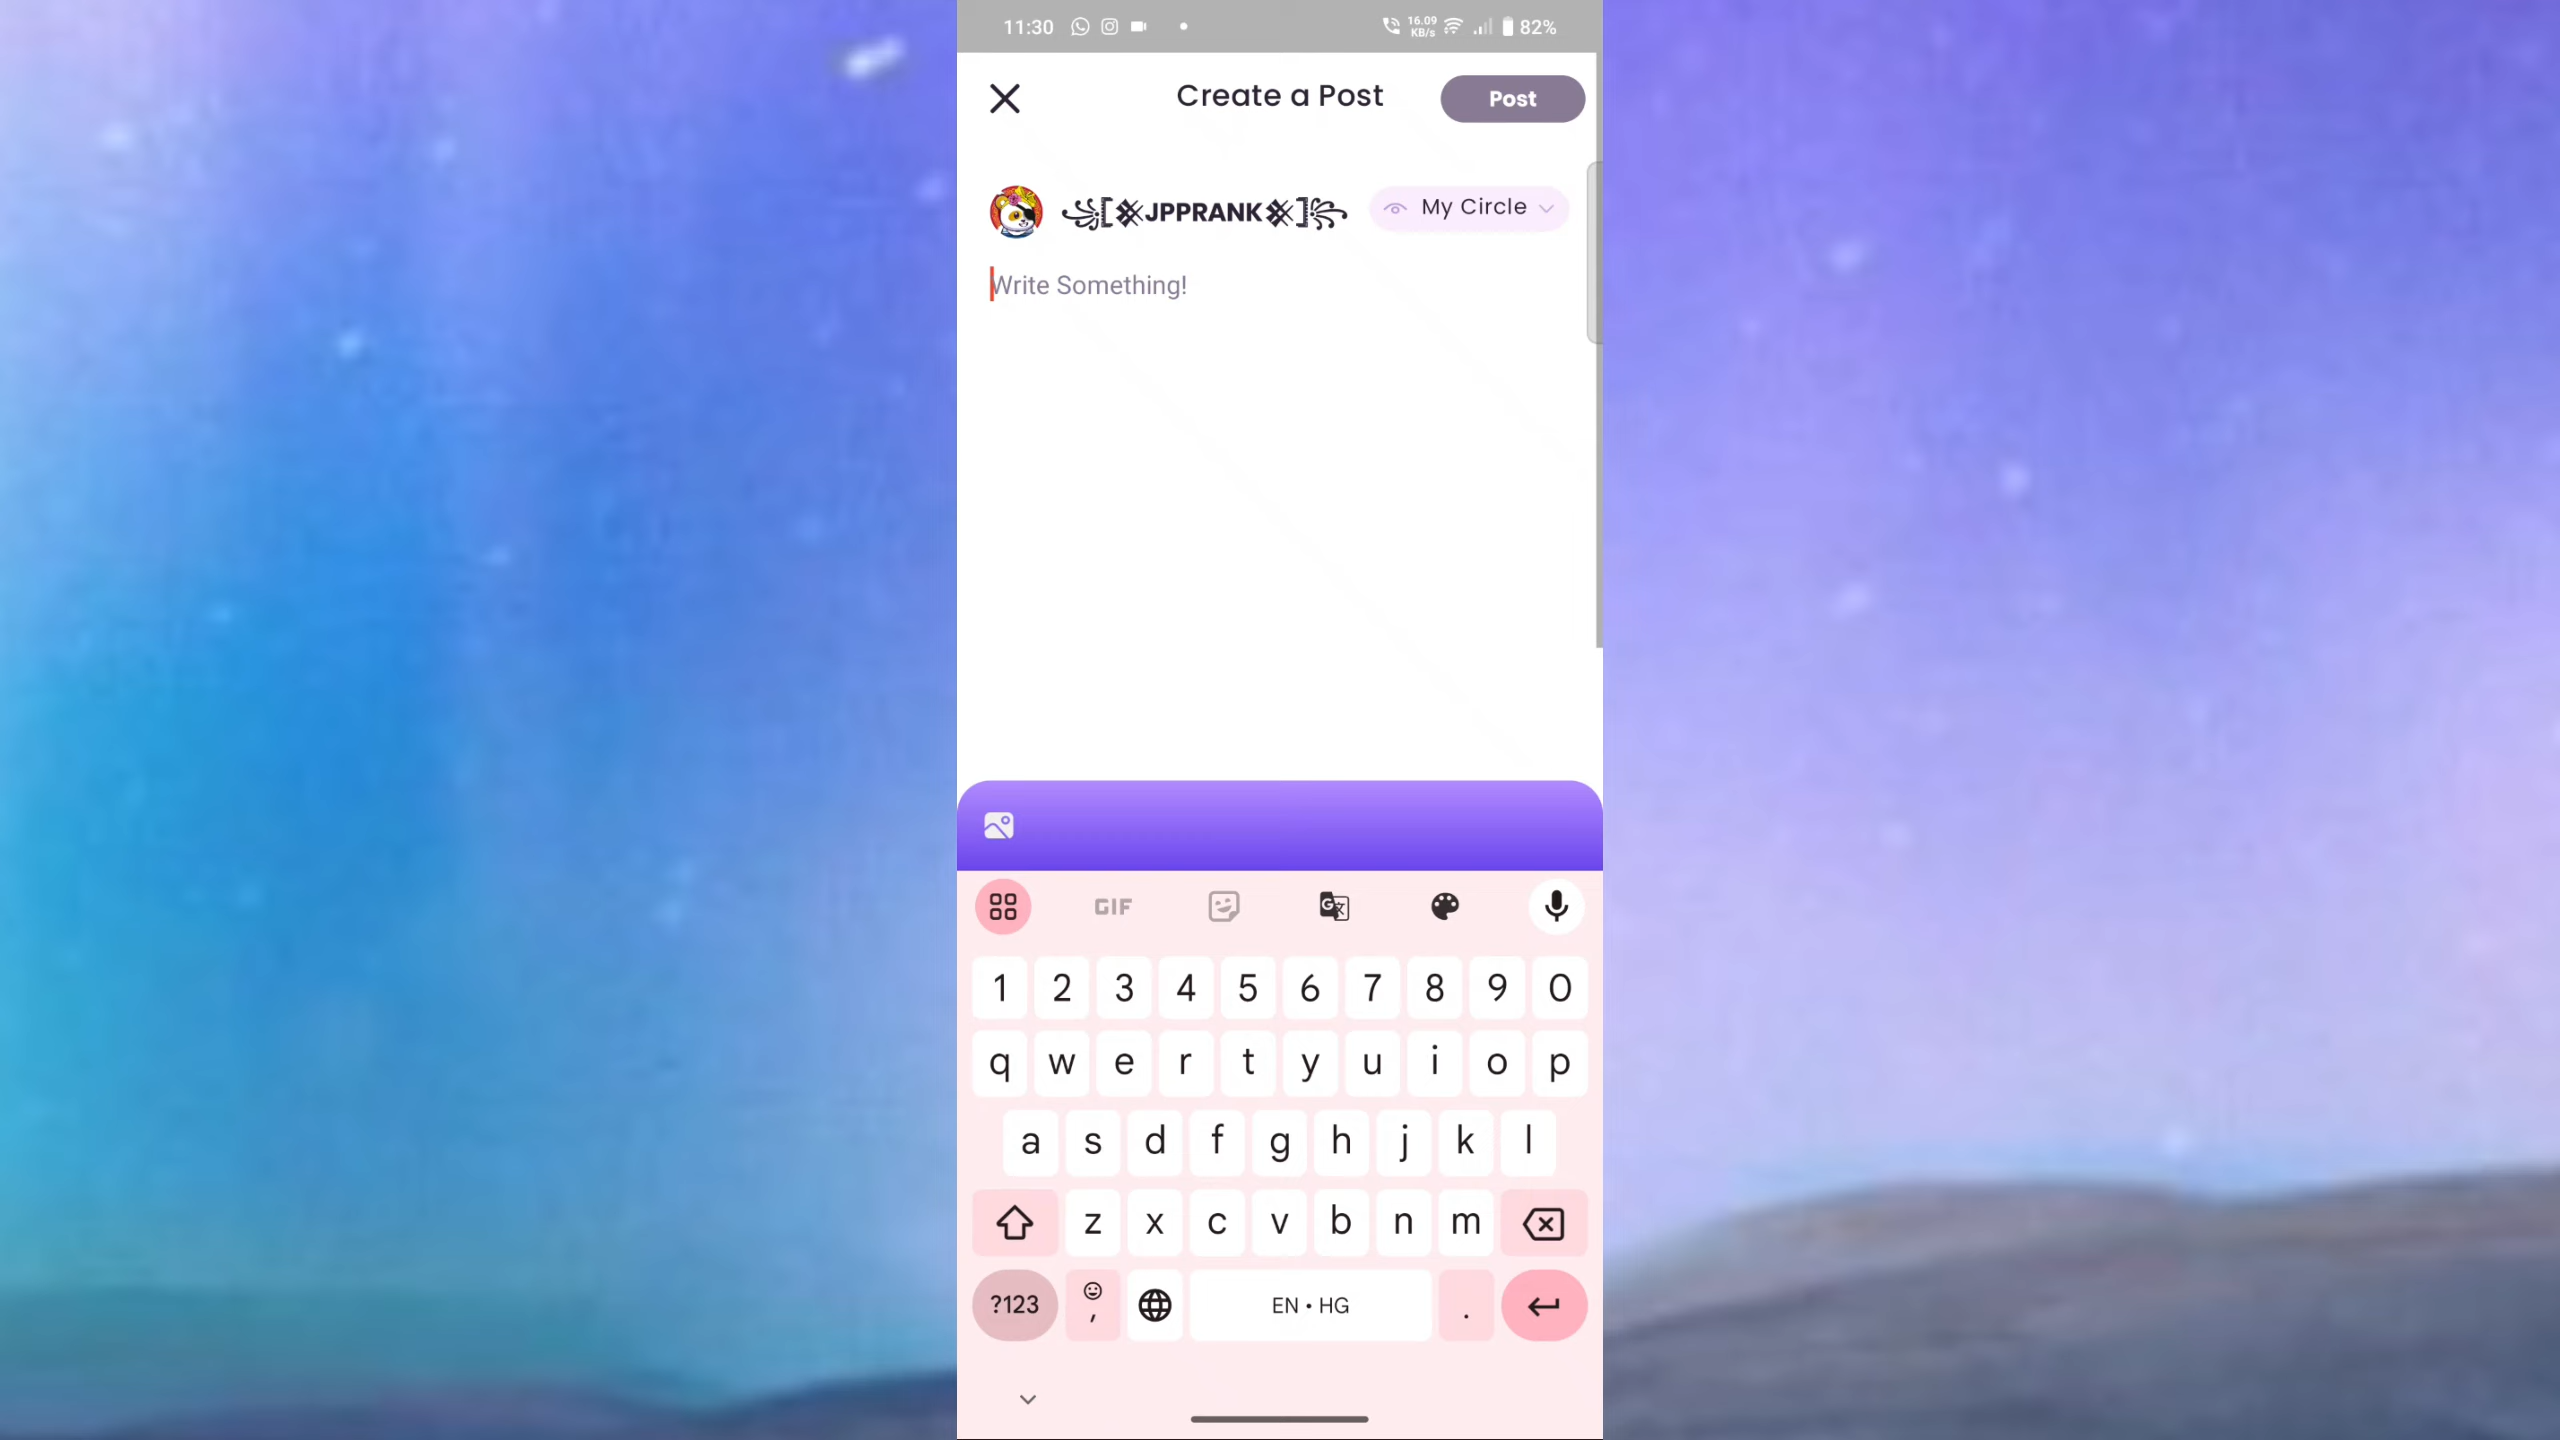 11:30 16.09 KB/s 82%
Create a Post
Post
꧁༒JPPRANK༒꧂
My Circle
Write Something!
GIF
1 2 3 4 5 6 7 8 9 0
q w e r t y u i o p
a s d f g h j k l
z x c v b n m
?123 , EN • HG .